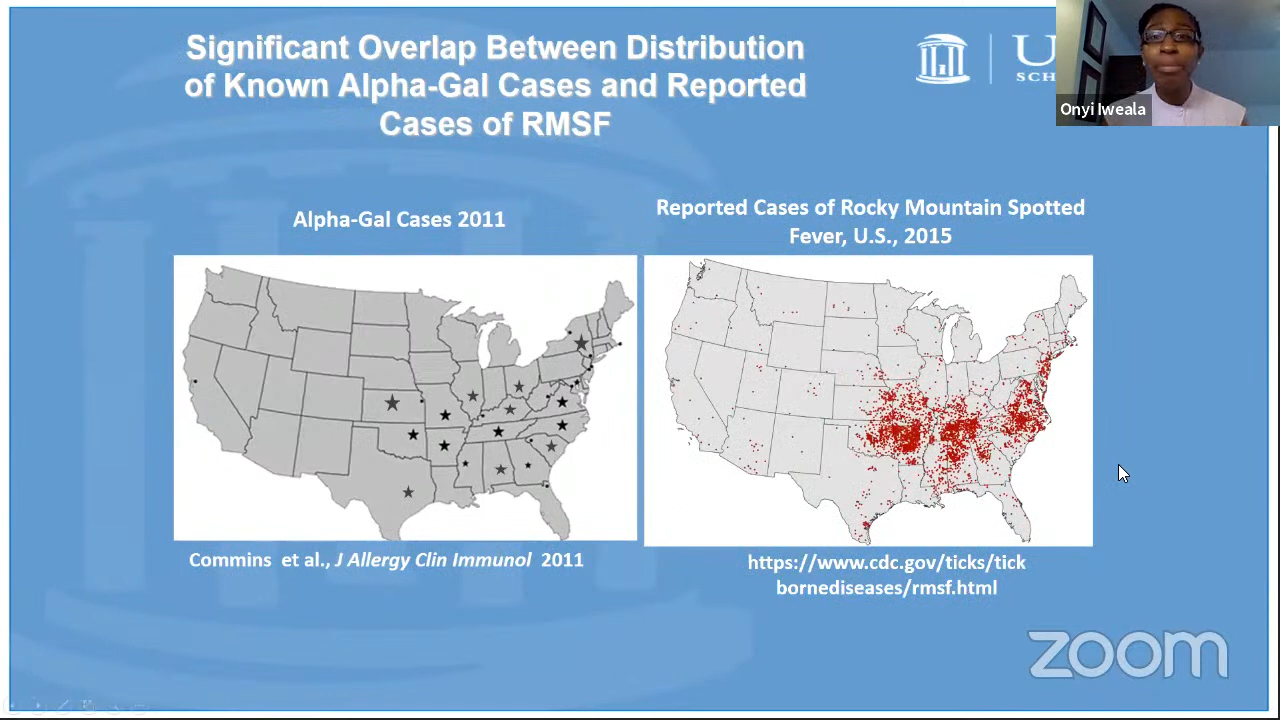 Significant Overlap Between Distribution
of Known Alpha-Gal Cases and Reported
Cases of RMSF
U
SCH
Onyi Iweala
Alpha-Gal Cases 2011
Reported Cases of Rocky Mountain Spotted
Fever, U.S., 2015
Commins et al., J Allergy Clin Immunol 2011
https://www.cdc.gov/ticks/tick
bornediseases/rmsf.html
zoom